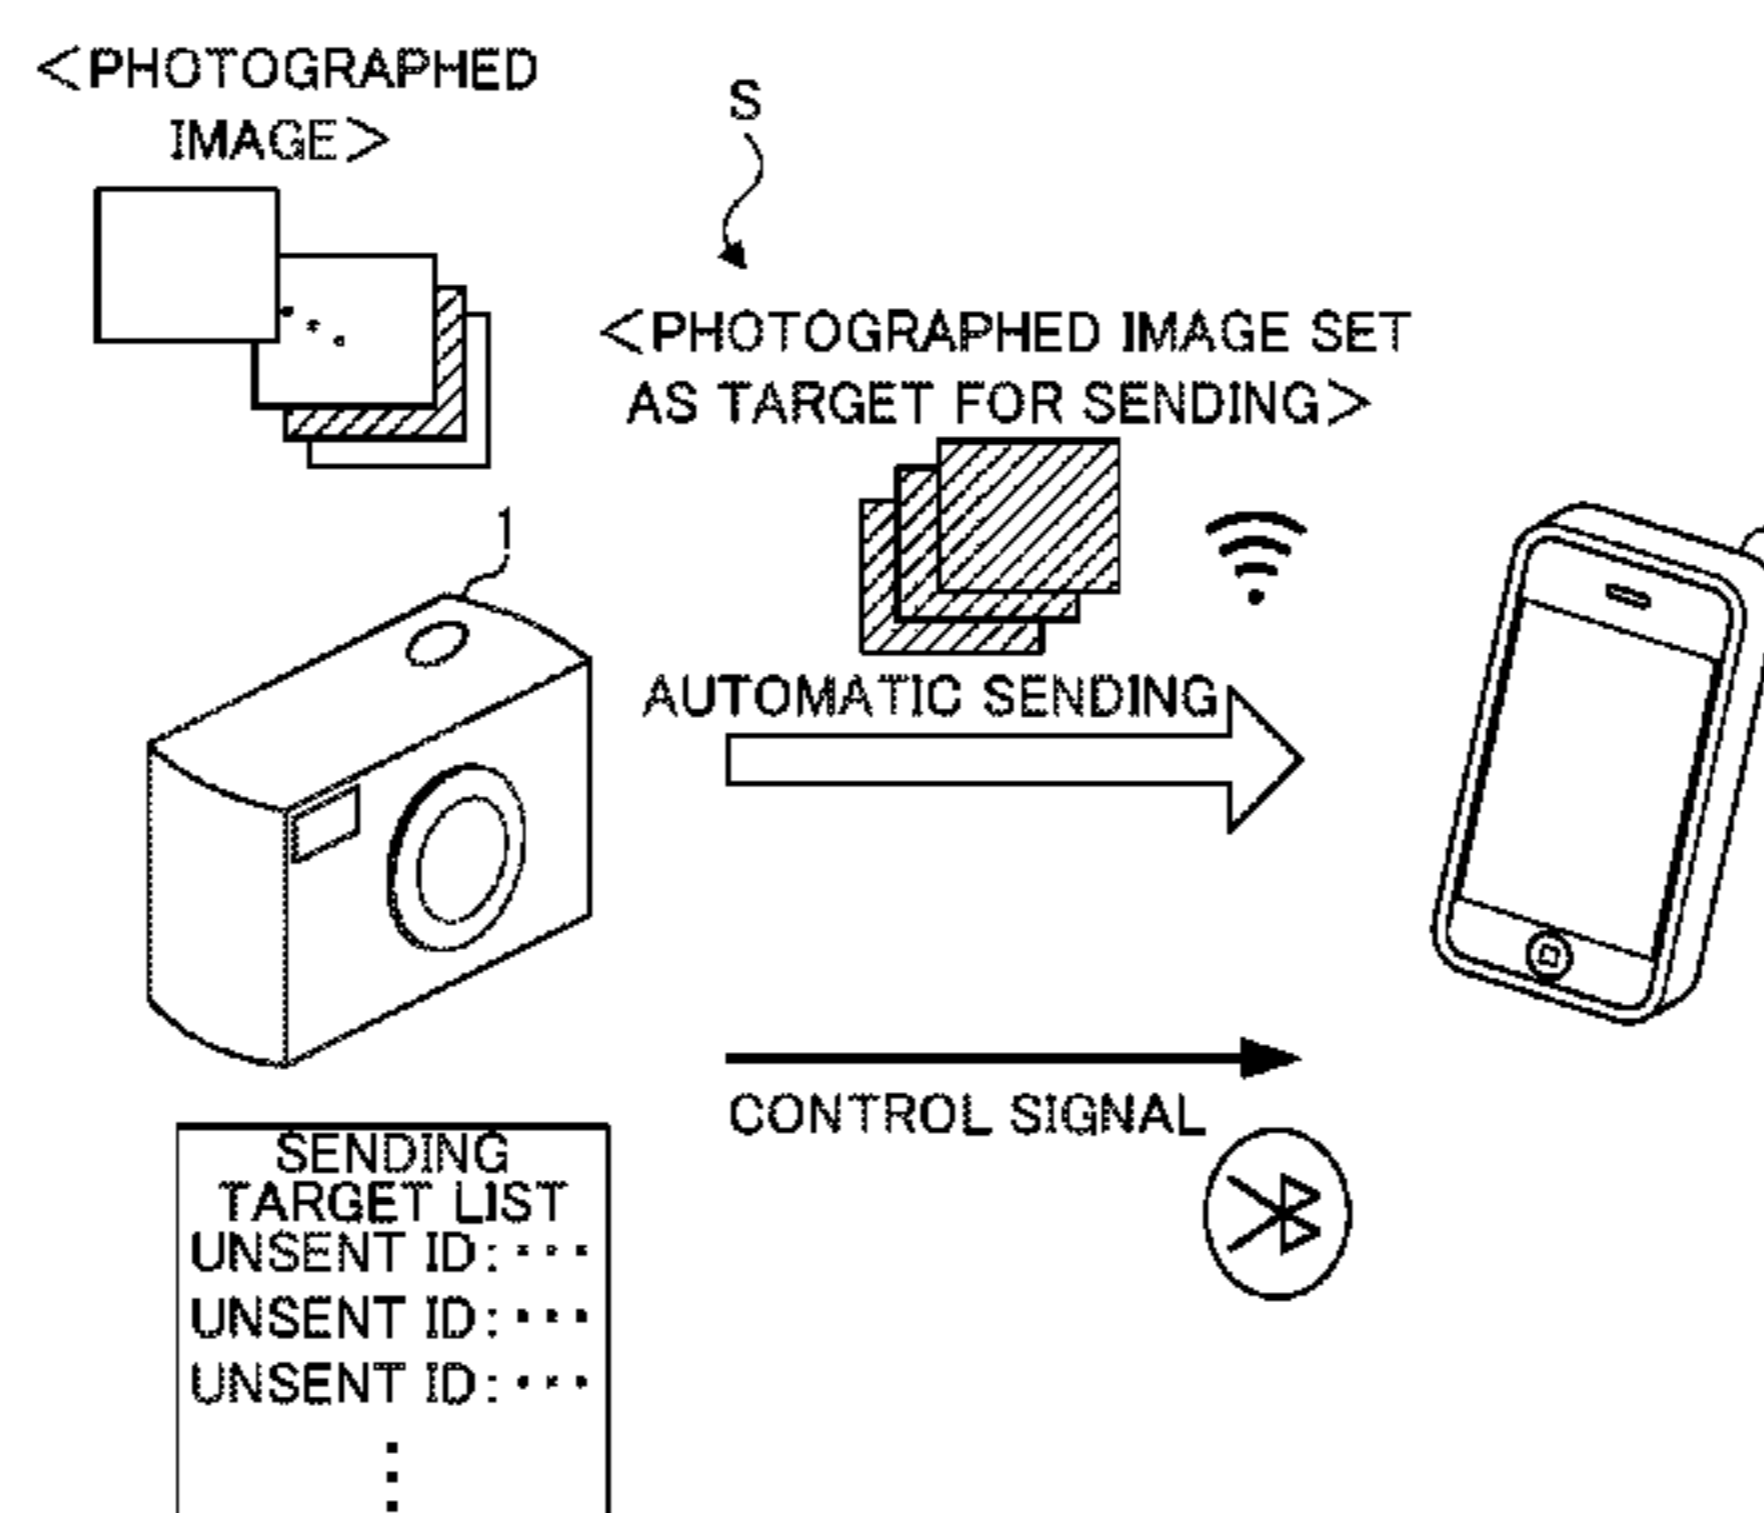 <PHOTOGRAPHED
IMAGE>
S
<PHOTOGRAPHED IMAGE SET
AS TARGET FOR SENDING>
1
AUTOMATIC SENDING
CONTROL SIGNAL
SENDING
TARGET LIST
UNSENT ID:・・・
UNSENT ID:・・・
UNSENT ID:・・・